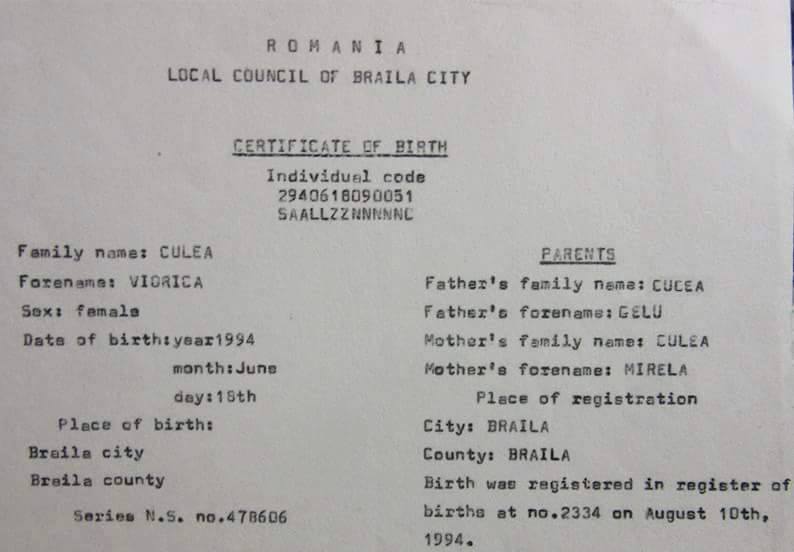 ROMANIA
LOCAL COUNCIL OF BRAILA CITY
CERTIFICATE OF BIRTH
Individual code
2940618090051
SAALLZZNNNNNC
Family name: CULEA
Forename: VIORICA
Sex: female
Date of birth:year1994
month:June
day:18th
Place of birth:
Braila city
Braila county
Series N.S. no.478606
PARENTS
Father's family name: CUCEA
Father's forename:GELU
Mother's family name: CULEA
Mother's forename: MIRELA
Place of registration
City: BRAILA
County: BRAILA
Birth was registered in register of
births at no.2334 on August 10th,
1994.